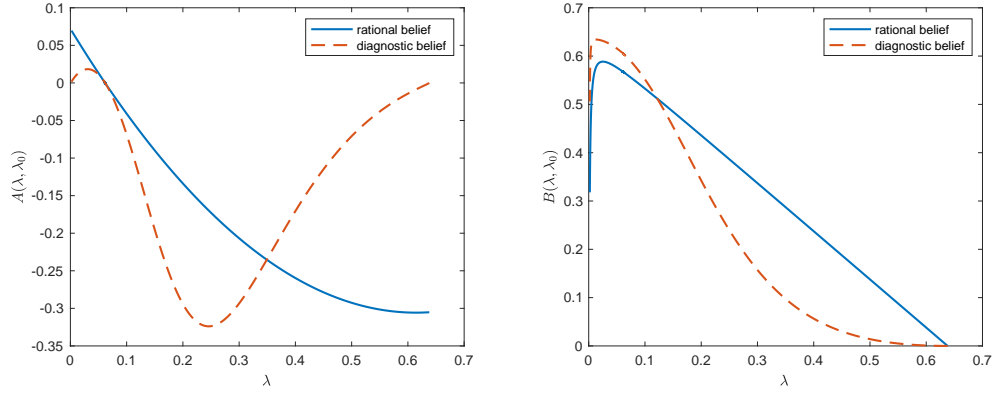 0.1
0.05
0
-0.05
-0.1
-0.15
-0.2
-0.25
-0.3
-0.35
A(λ, λ₀)
0 0.1 0.2 0.3 0.4 0.5 0.6 0.7
λ
rational belief
diagnostic belief
0.7
0.6
0.5
0.4
0.3
0.2
0.1
0
B(λ, λ₀)
0 0.1 0.2 0.3 0.4 0.5 0.6 0.7
λ
rational belief
diagnostic belief